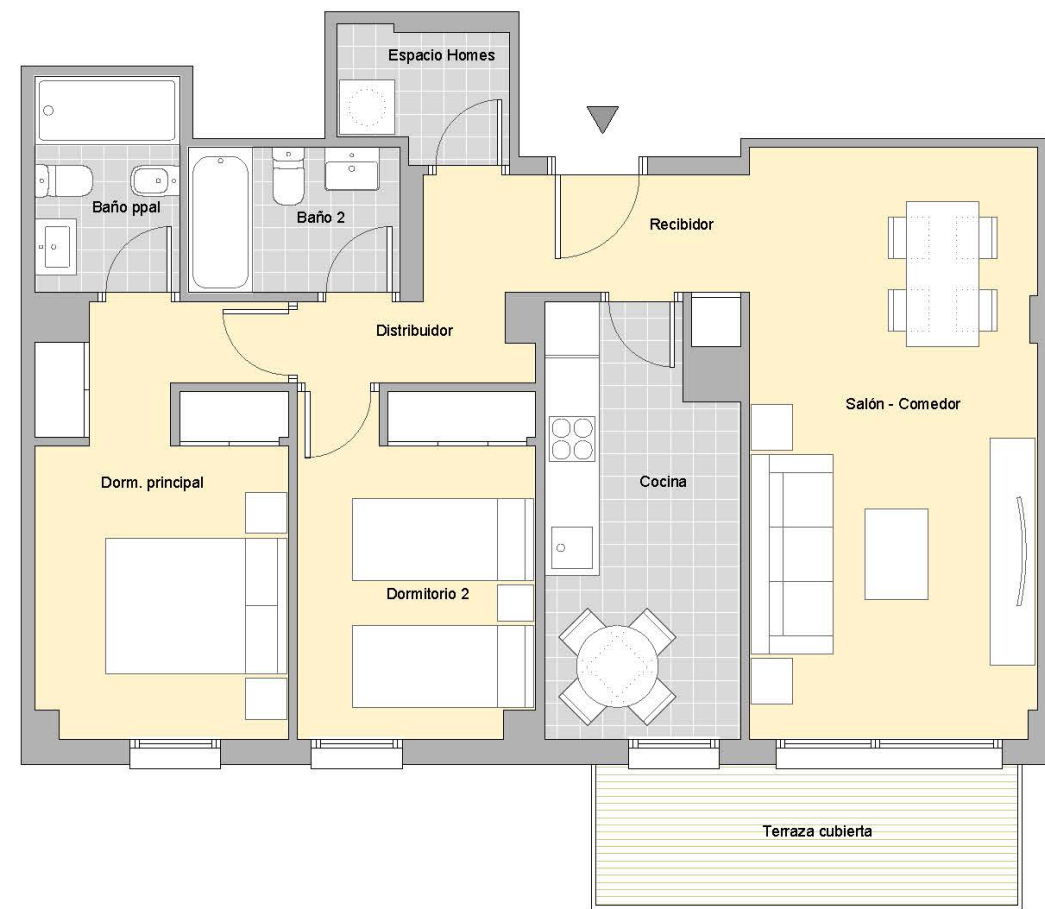 Espacio Homes
Baño ppal
Baño 2
Recibidor
Distribuidor
Salón - Comedor
Dorm. principal
Cocina
Dormitorio 2
Terraza cubierta